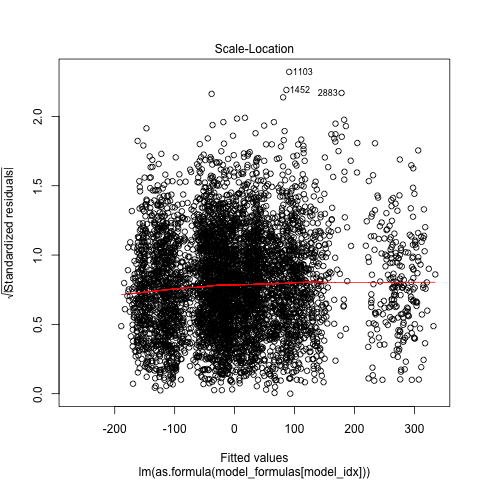 Scale-Location
1103
1452
2883
√|Standardized residuals|
0.0
0.5
1.0
1.5
2.0
-200 -100 0 100 200 300
Fitted values
lm(as.formula(model_formulas[model_idx]))